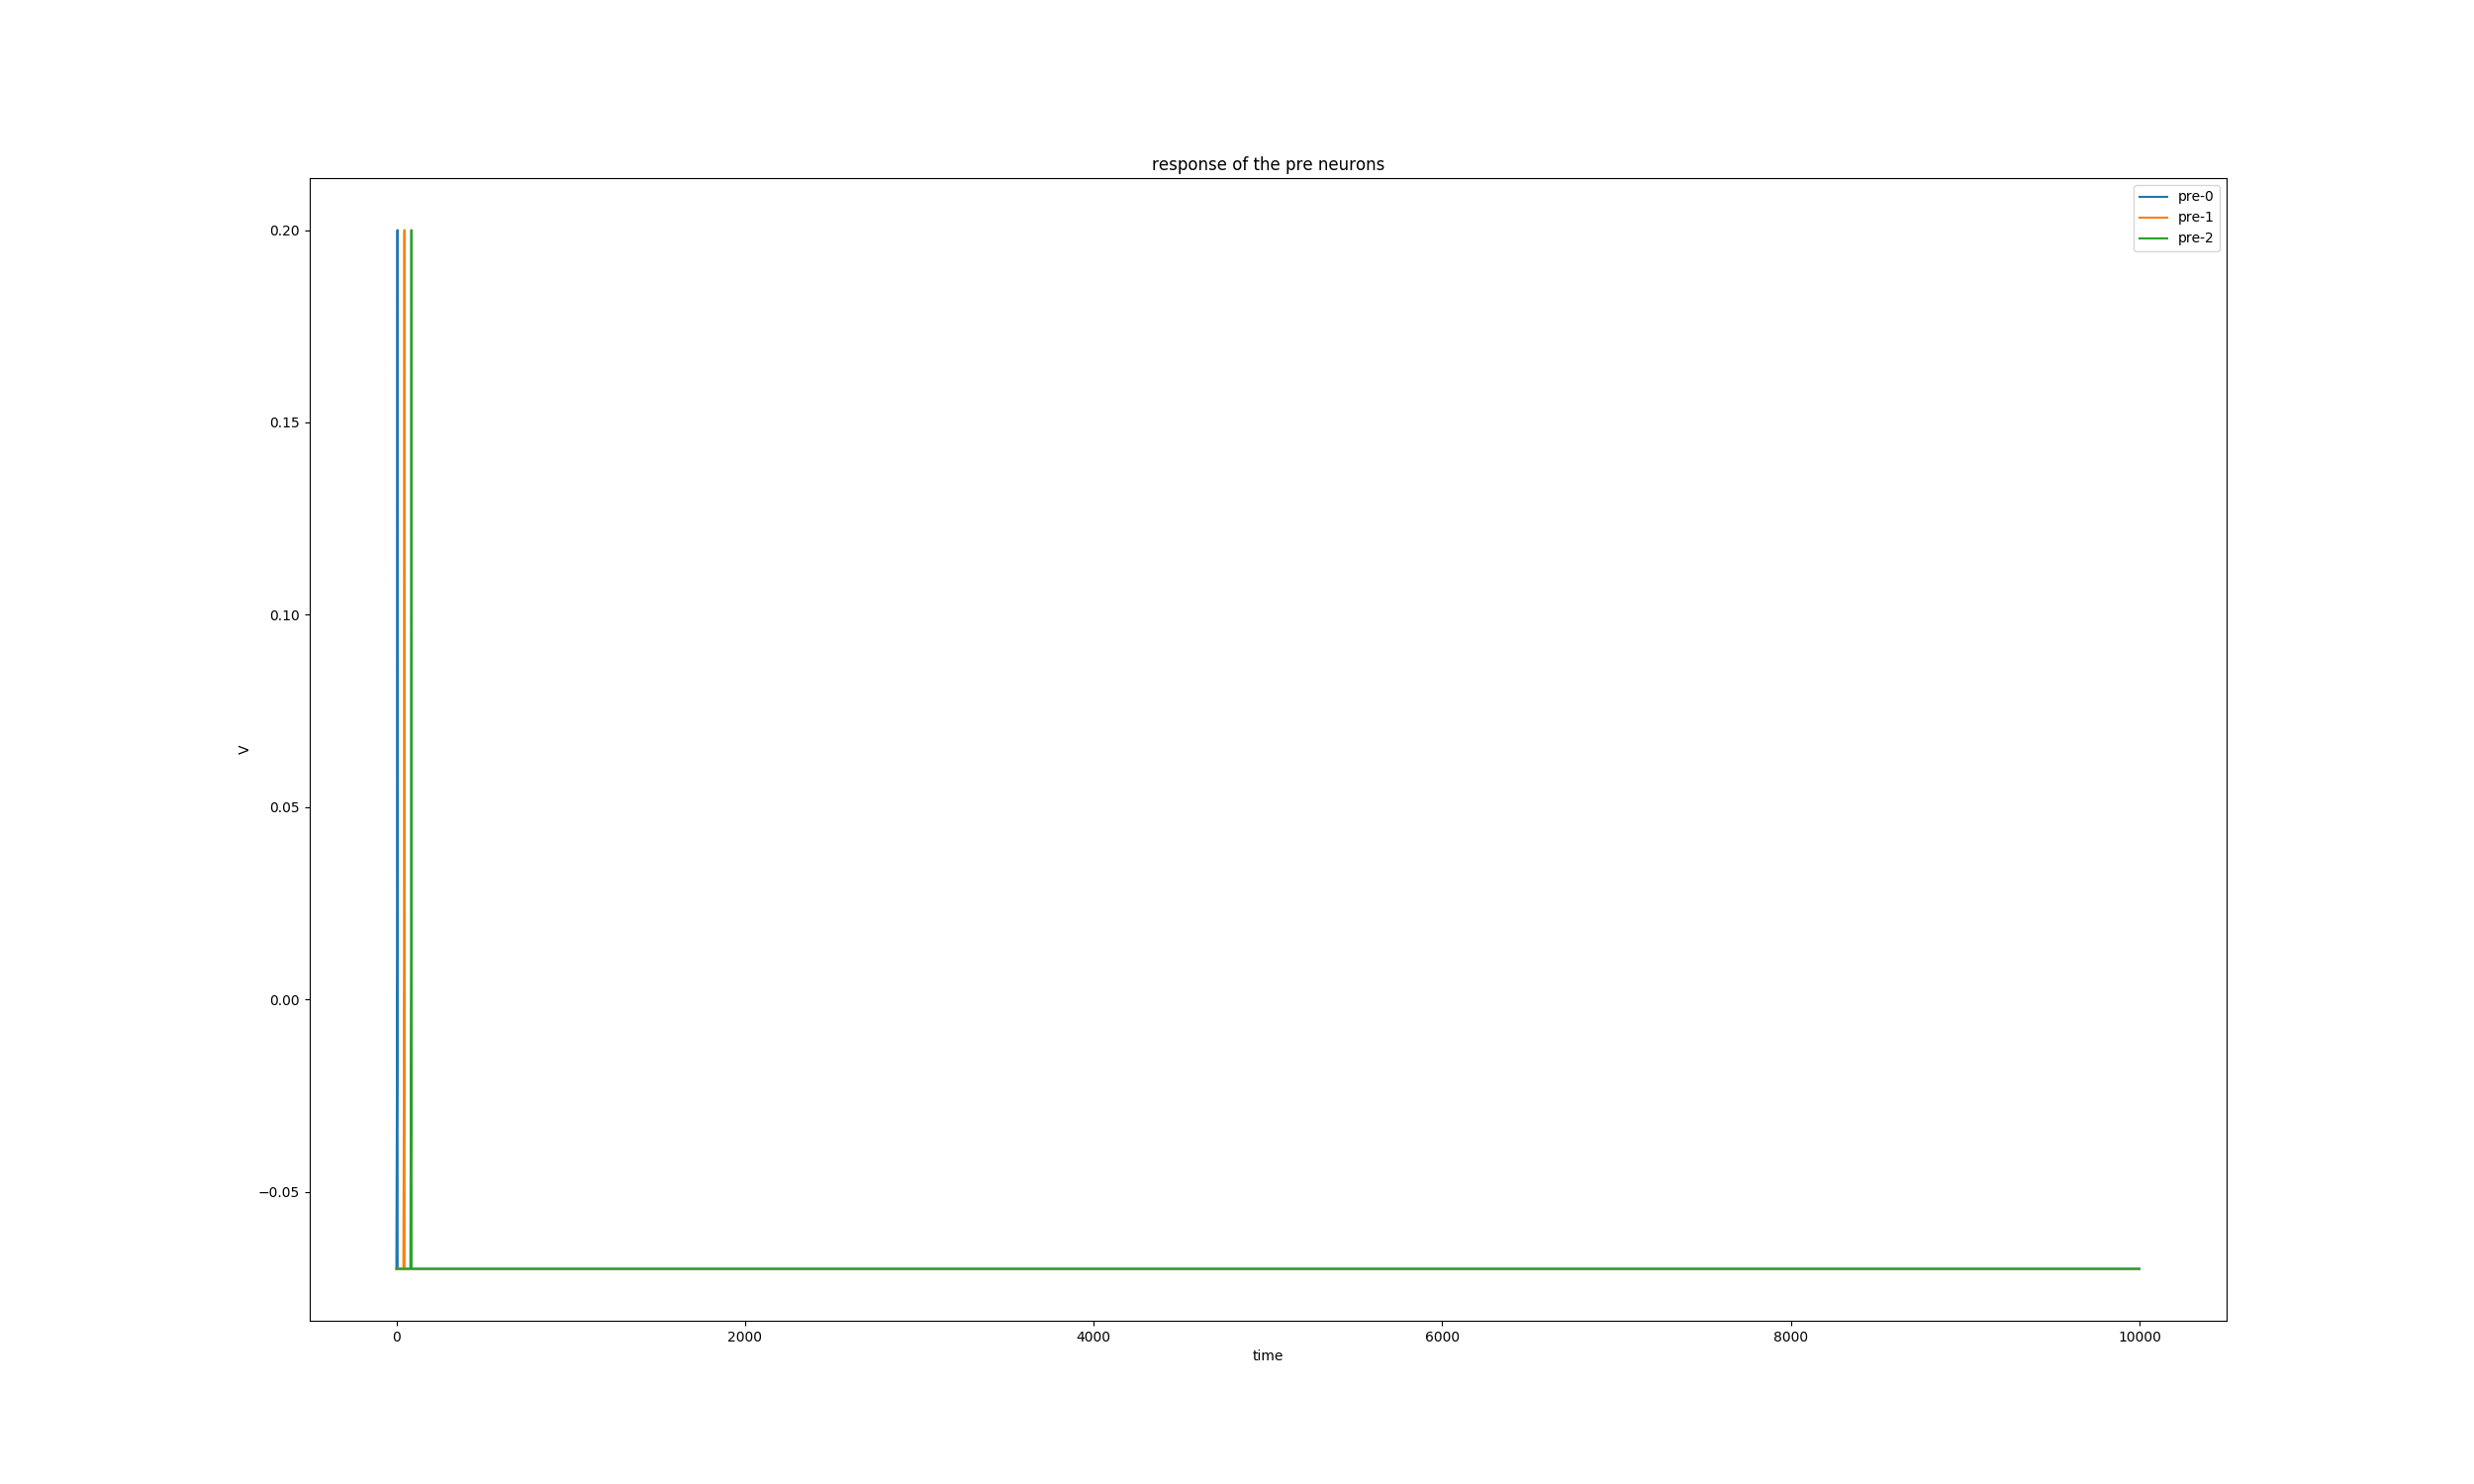 response of the pre neurons
pre-0
pre-1
pre-2
0.20
0.15
0.10
0.05
0.00
−0.05
V
0 2000 4000 6000 8000 10000
time